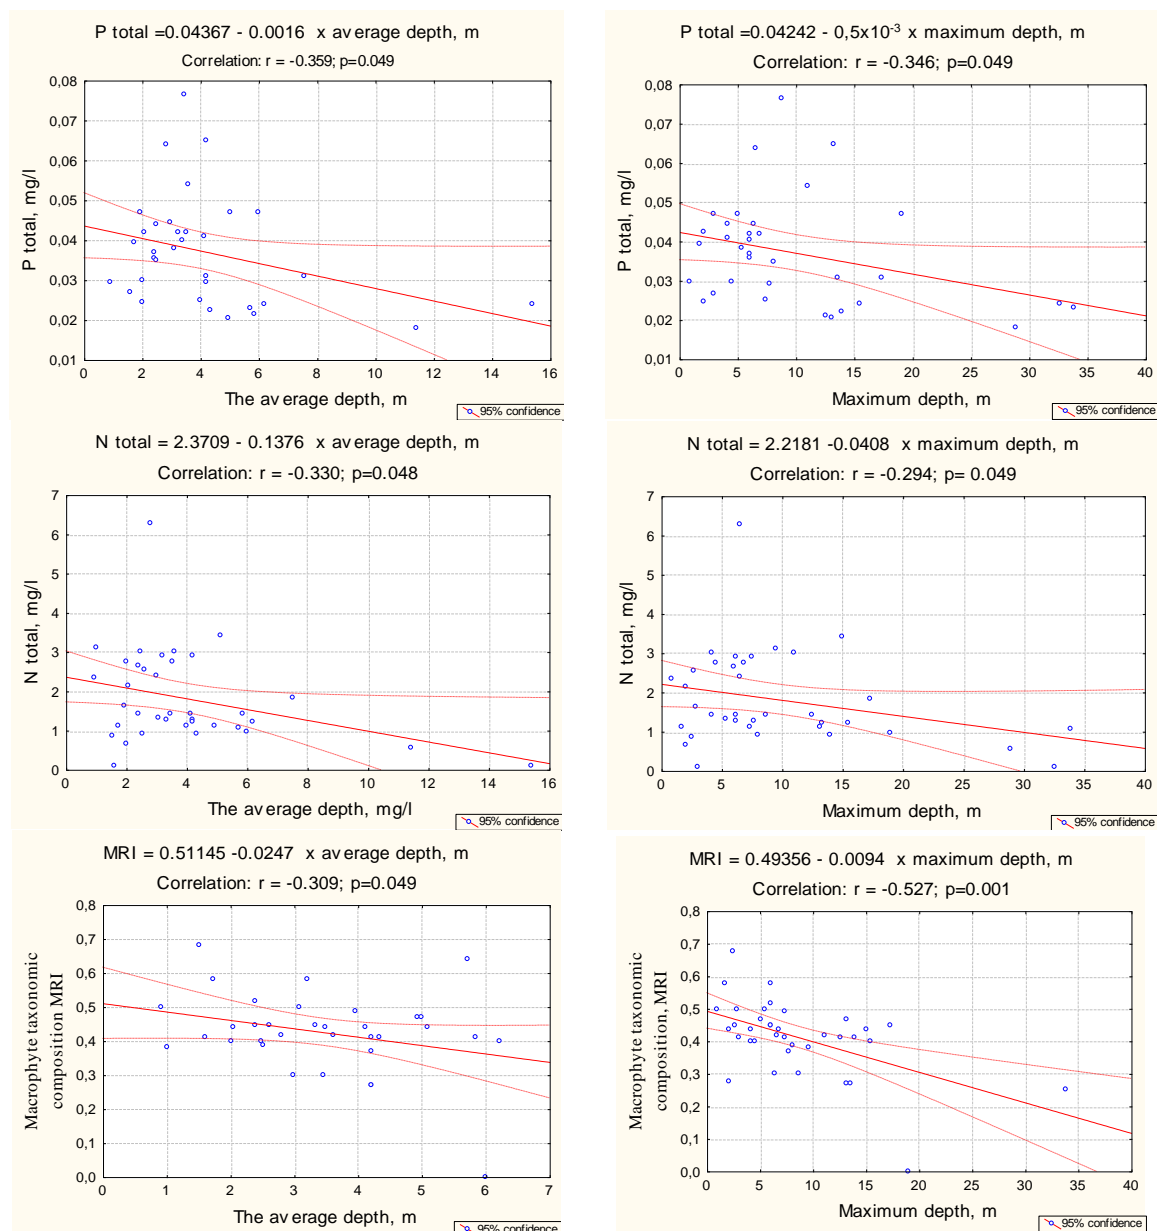 P total =0.04367 - 0.0016 x average depth, m
Correlation: r = -0.359; p=0.049
0,08
0,07
0,06
0,05
0,04
0,03
0,02
0,01
P total, mg/l
0 2 4 6 8 10 12 14 16
The average depth, m
95% confidence
P total =0.04242 - 0,5x10⁻³ x maximum depth, m
Correlation: r = -0.346; p=0.049
0,08
0,07
0,06
0,05
0,04
0,03
0,02
0,01
P total, mg/l
0 5 10 15 20 25 30 35 40
Maximum depth, m
95% confidence
N total = 2.3709 - 0.1376 x average depth, m
Correlation: r = -0.330; p=0.048
7
6
5
4
3
2
1
0
N total, mg/l
0 2 4 6 8 10 12 14 16
The average depth, mg/l
95% confidence
N total = 2.2181 -0.0408 x maximum depth, m
Correlation: r = -0.294; p= 0.049
7
6
5
4
3
2
1
0
N total, mg/l
0 5 10 15 20 25 30 35 40
Maximum depth, m
95% confidence
MRI = 0.51145 -0.0247 x average depth, m
Correlation: r = -0.309; p=0.049
0,8
0,7
0,6
0,5
0,4
0,3
0,2
0,1
0,0
Macrophyte taxonomic
composition MRI
0 1 2 3 4 5 6 7
The average depth, m
95% confidence
MRI = 0.49356 - 0.0094 x maximum depth, m
Correlation: r = -0.527; p=0.001
0,8
0,7
0,6
0,5
0,4
0,3
0,2
0,1
0,0
Macrophyte taxonomic
composition, MRI
0 5 10 15 20 25 30 35 40
Maximum depth, m
95% confidence